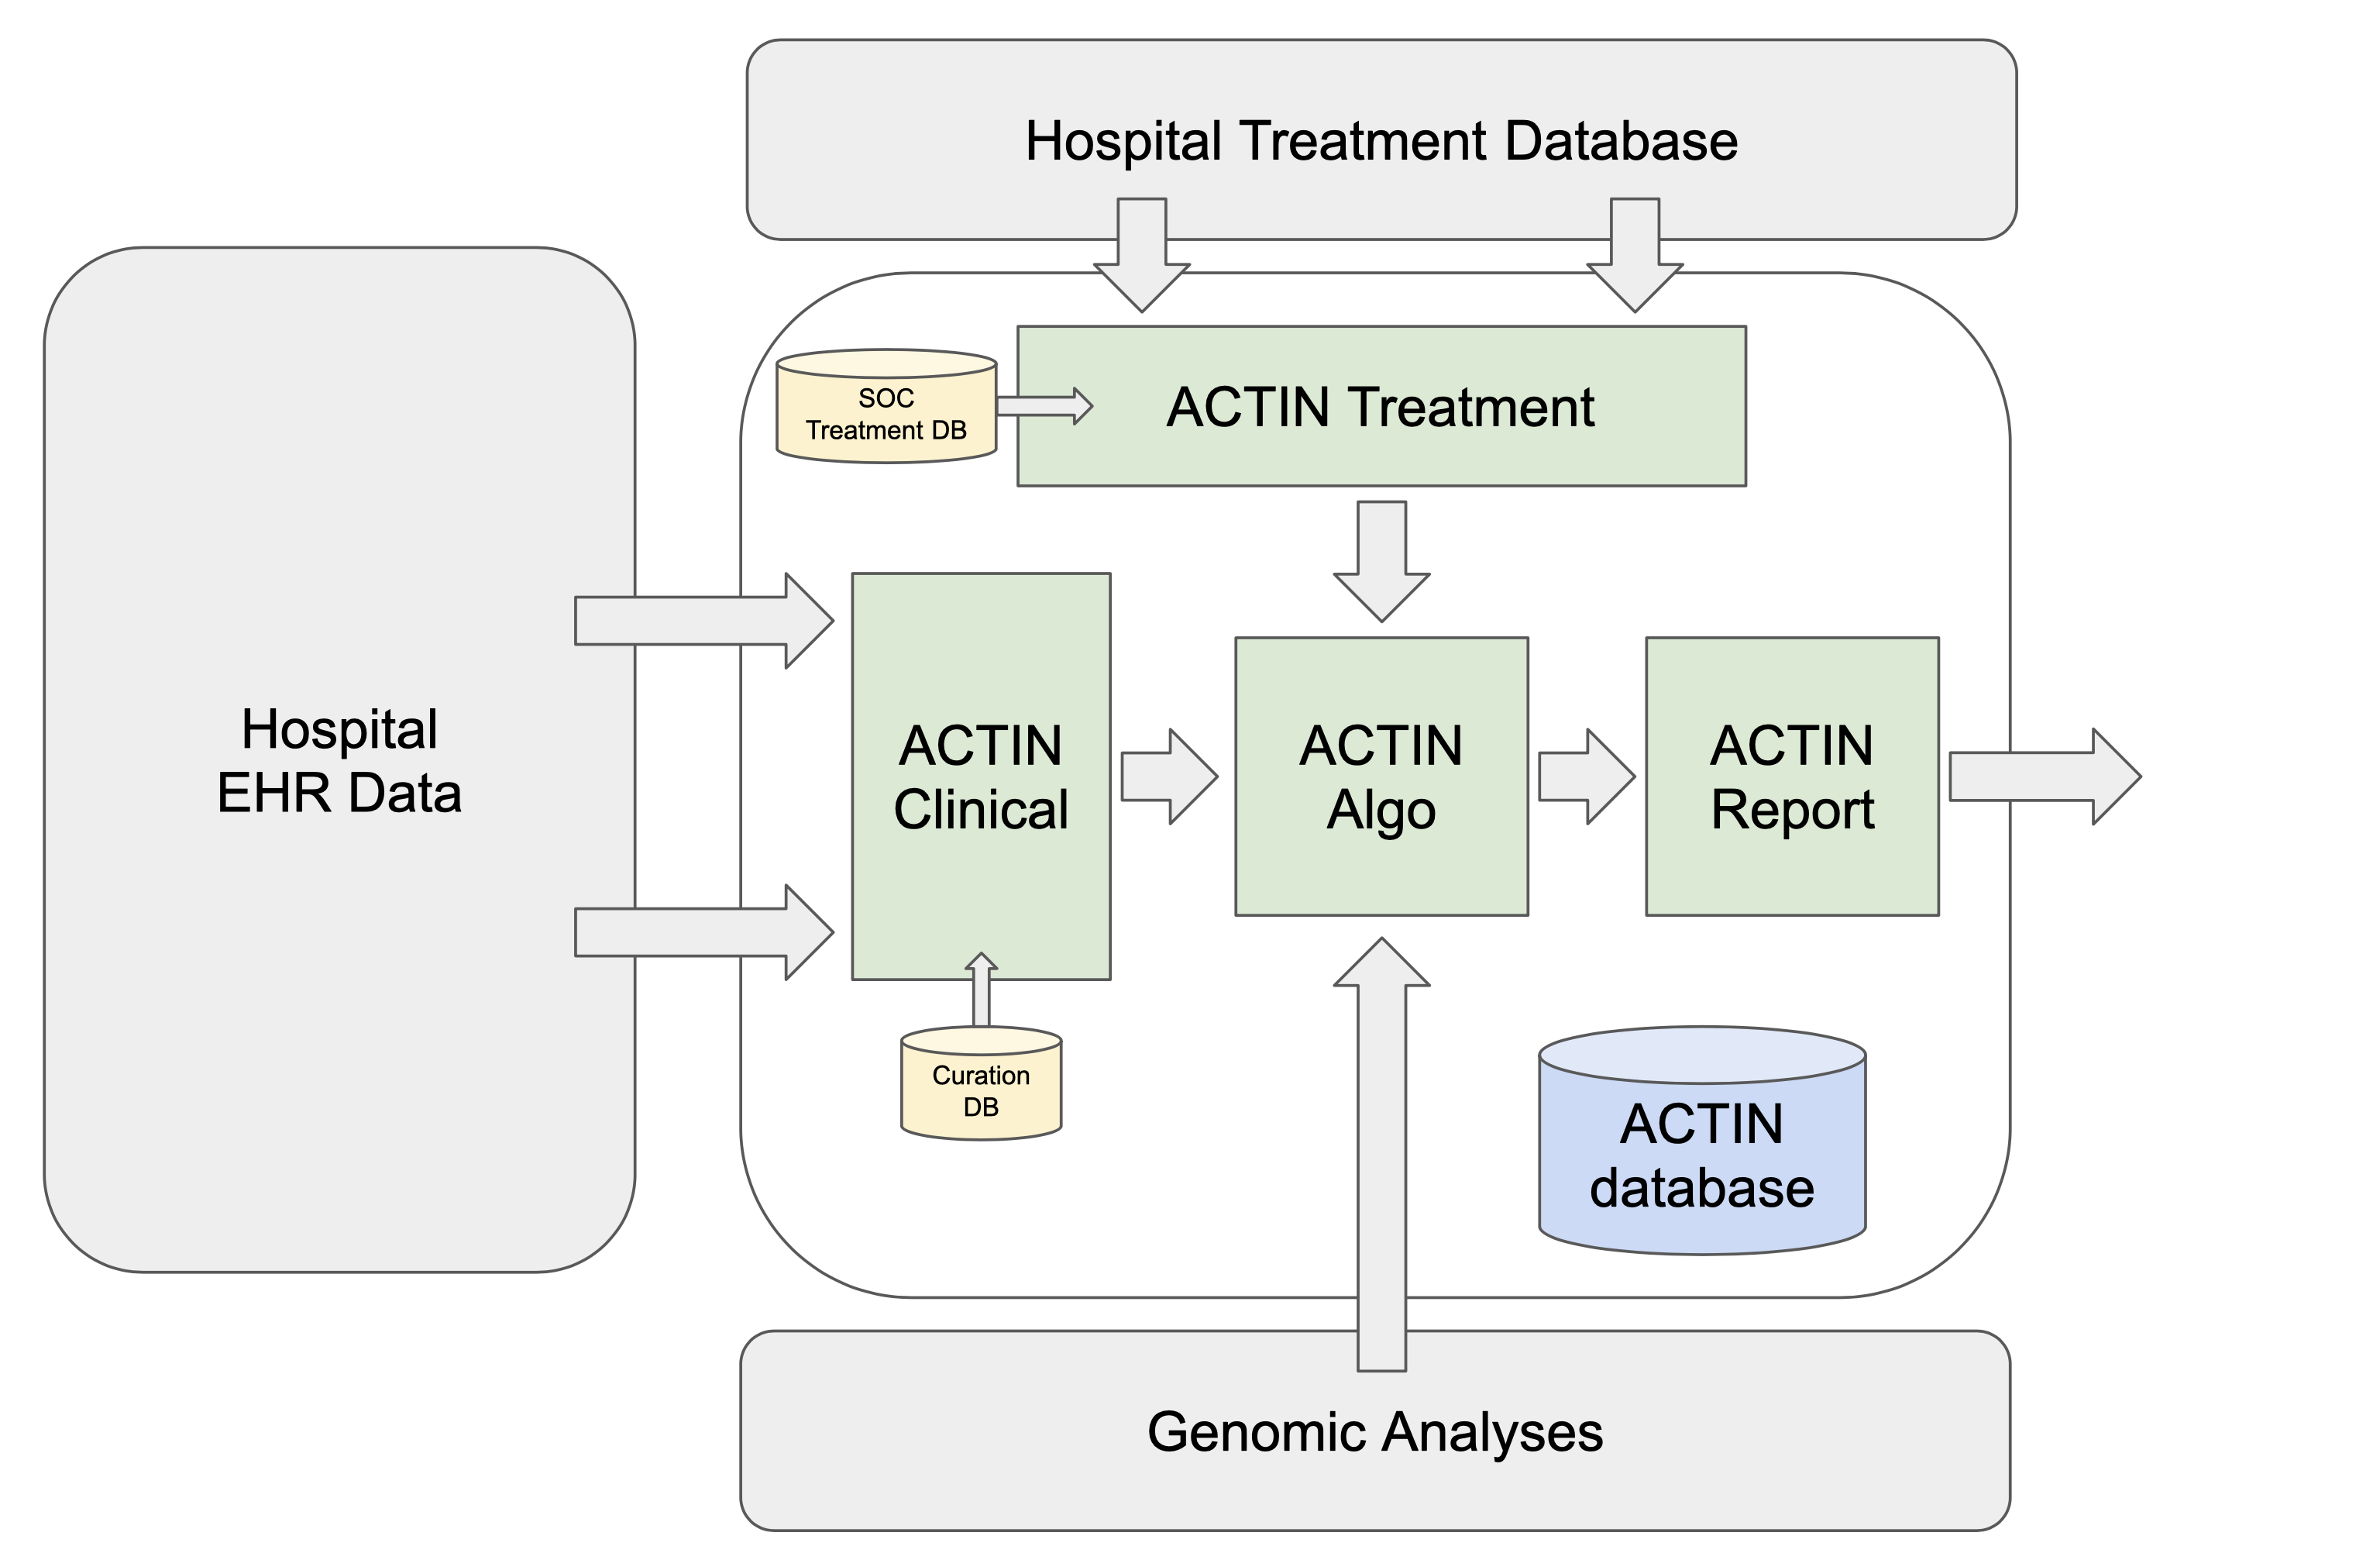 Hospital Treatment Database
SOC
Treatment DB
ACTIN Treatment
Hospital
EHR Data
ACTIN
Clinical
ACTIN
Algo
ACTIN
Report
Curation
DB
ACTIN
database
Genomic Analyses